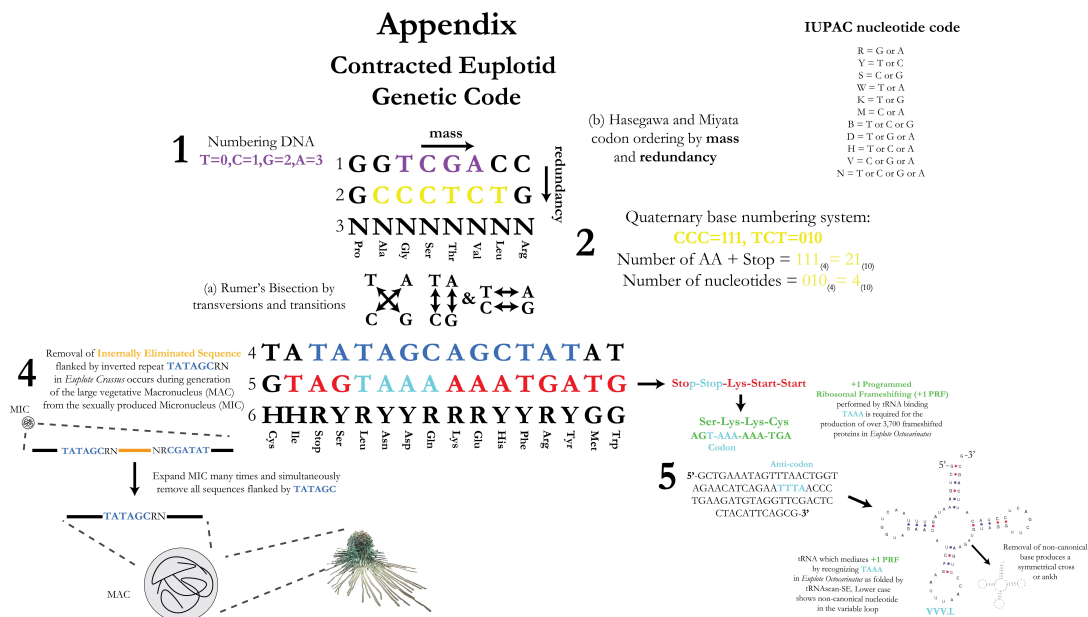 Appendix
Contracted Euplotid
Genetic Code
IUPAC nucleotide code
R = G or A
Y = T or C
S = C or G
W = T or A
K = T or G
M = C or A
B = T or C or G
D = T or G or A
H = T or C or A
V = C or G or A
N = T or C or G or A
1
Numbering DNA
T=0,C=1,G=2,A=3
mass
redundancy
1 G G T C G A C C
2 G C C C T C T G
3 N N N N N N N N
Pro Ala Gly Ser Thr Val Leu Arg
(b) Hasegawa and Miyata
codon ordering by mass
and redundancy
2
Quaternary base numbering system:
CCC=111, TCT=010
Number of AA + Stop = 111(4)= 21(10)
Number of nucleotides = 010(4)= 4(10)
(a) Rumer's Bisection by
transversions and transitions
T A T A T A
& 
C G C G C G
4
Removal of Internally Eliminated Sequence
flanked by inverted repeat TATAGCRN
in Euplote Crassus occurs during generation
of the large vegetative Macronucleus (MAC)
from the sexually produced Micronucleus (MIC)
4 T A T A T A G C A G C T A T A T
5 G T A G T A A A A A A T G A T G
6 H H R Y R Y Y R R R Y Y R Y G G
Cys Ile Stop Ser Leu Asn Asp Gln Lys Glu His Phe Arg Tyr Met Trp
Stop-Stop-Lys-Start-Start
Ser-Lys-Lys-Cys
AGT-AAA-AAA-TGA
Codon
+1 Programmed
Ribosomal Frameshifting (+1 PRF)
performed by tRNA binding
TAAA is required for the
production of over 3,700 frameshifted
proteins in Euplote Octocarinatus
MIC
TATAGCRN NRCGATAT
Expand MIC many times and simultaneously
remove all sequences flanked by TATAGC
TATAGCRN
MAC
5
Anti-codon
5'-GCTGAAATAGTTTAACTGGT
AGAACATCAGAATTTTAACCC
TGAAGATGTAGGTTCGACTC
CTACATTCAGCG-3'
tRNA which mediates +1 PRF
by recognizing TAAA
in Euplote Octocarinatus as folded by
tRNAscan-SE. Lower case
shows non-canonical nucleotide
in the variable loop
5'
-3'
TAAA
Removal of non-canonical
base produces a
symmetrical cross
or ankh